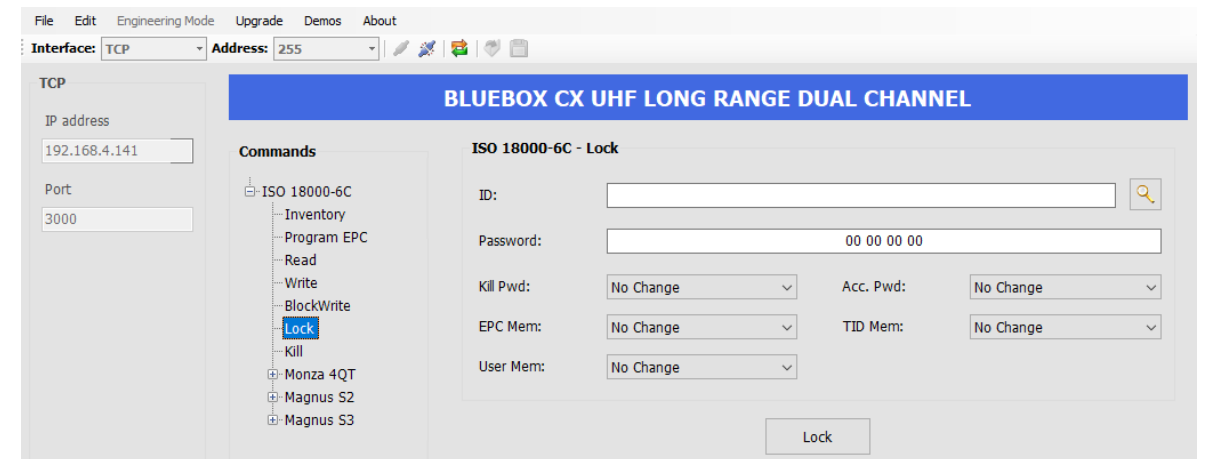 File Edit Engineering Mode Upgrade Demos About
Interface: TCP Address: 255
TCP
IP address
192.168.4.141
Port
3000
BLUEBOX CX UHF LONG RANGE DUAL CHANNEL
Commands
ISO 18000-6C
Inventory
Program EPC
Read
Write
BlockWrite
Lock
Kill
Monza 4QT
Magnus S2
Magnus S3
ISO 18000-6C - Lock
ID:
Password: 00 00 00 00
Kill Pwd: No Change Acc. Pwd: No Change
EPC Mem: No Change TID Mem: No Change
User Mem: No Change
Lock